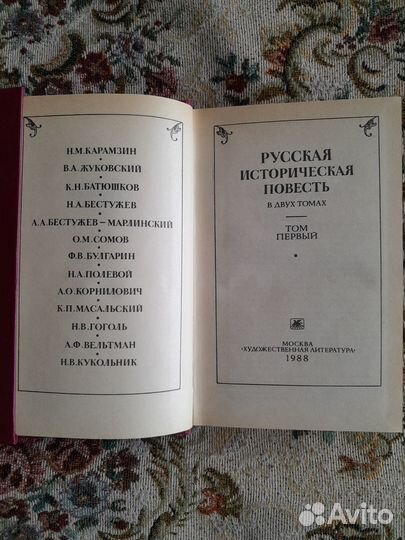 Н.М.КАРАМЗИН
В.А.ЖУКОВСКИЙ
К.Н.БАТЮШКОВ
Н.А.БЕСТУЖЕВ
А.А.БЕСТУЖЕВ–МАРЛИНСКИЙ
О.М.СОМОВ
Ф.В.БУЛГАРИН
Н.А.ПОЛЕВОЙ
А.О.КОРНИЛОВИЧ
К.П.МАСАЛЬСКИЙ
Н.В.ГОГОЛЬ
А.Ф.ВЕЛЬТМАН
Н.В.КУКОЛЬНИК
РУССКАЯ
ИСТОРИЧЕСКАЯ
ПОВЕСТЬ
В ДВУХ ТОМАХ
ТОМ
ПЕРВЫЙ
МОСКВА
«ХУДОЖЕСТВЕННАЯ ЛИТЕРАТУРА»
1988
Avito